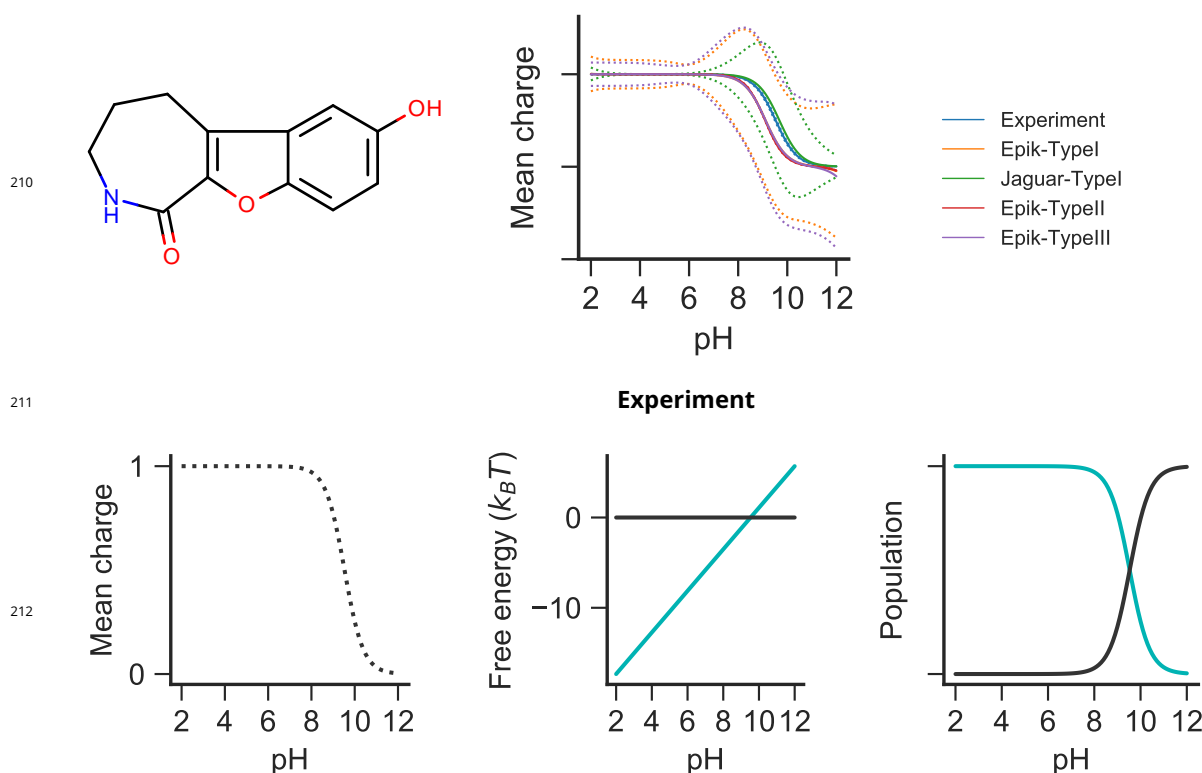 OH
N
H
O
O
210
Mean charge
2 4 6 8 10 12
pH
Experiment
Epik-TypeI
Jaguar-TypeI
Epik-TypeII
Epik-TypeIII
211
Experiment
212
Mean charge
1
0
2 4 6 8 10 12
pH
Free energy (k_BT)
0
−10
2 4 6 8 10 12
pH
Population
2 4 6 8 10 12
pH